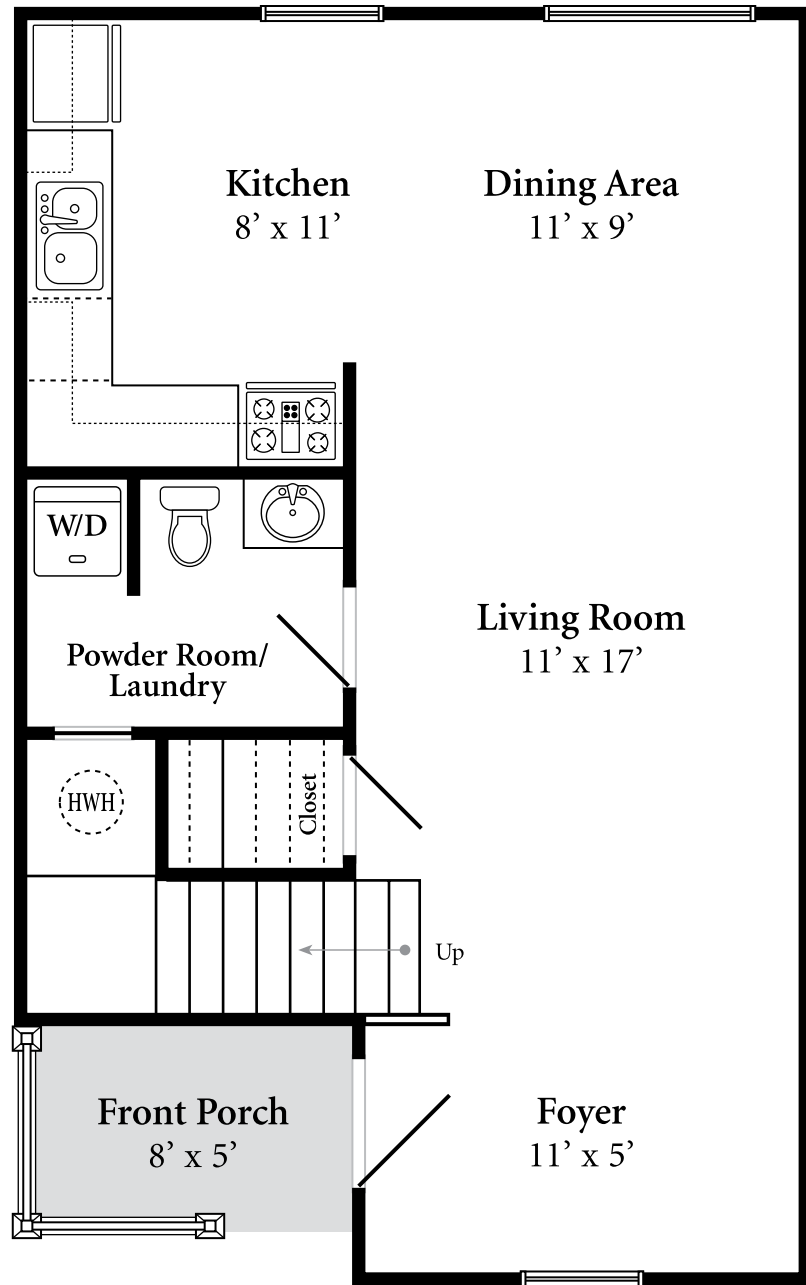 Kitchen
8’ x 11’
Dining Area
11’ x 9’
W/D
Living Room
11’ x 17’
Powder Room/
Laundry
HWH
Closet
Up
Front Porch
8’ x 5’
Foyer
11’ x 5’